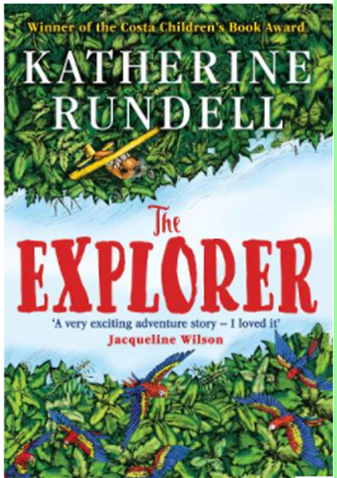 Winner of the Costa Children's Book Award
KATHERINE
RUNDELL
The
EXPLORER
'A very exciting adventure story – I loved it'
Jacqueline Wilson